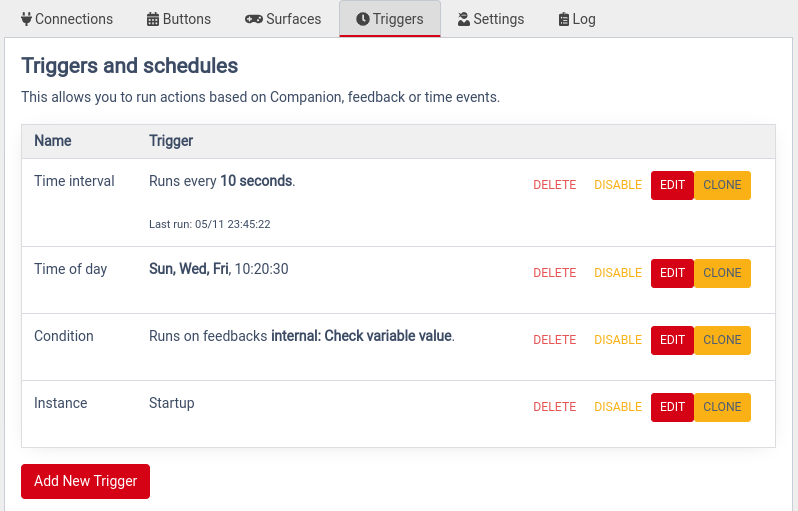 Connections Buttons Surfaces Triggers Settings Log
Triggers and schedules
This allows you to run actions based on Companion, feedback or time events.
Name Trigger
Time interval Runs every 10 seconds. DELETE DISABLE EDIT CLONE
Last run: 05/11 23:45:22
Time of day Sun, Wed, Fri, 10:20:30 DELETE DISABLE EDIT CLONE
Condition Runs on feedbacks internal: Check variable value. DELETE DISABLE EDIT CLONE
Instance Startup DELETE DISABLE EDIT CLONE
Add New Trigger